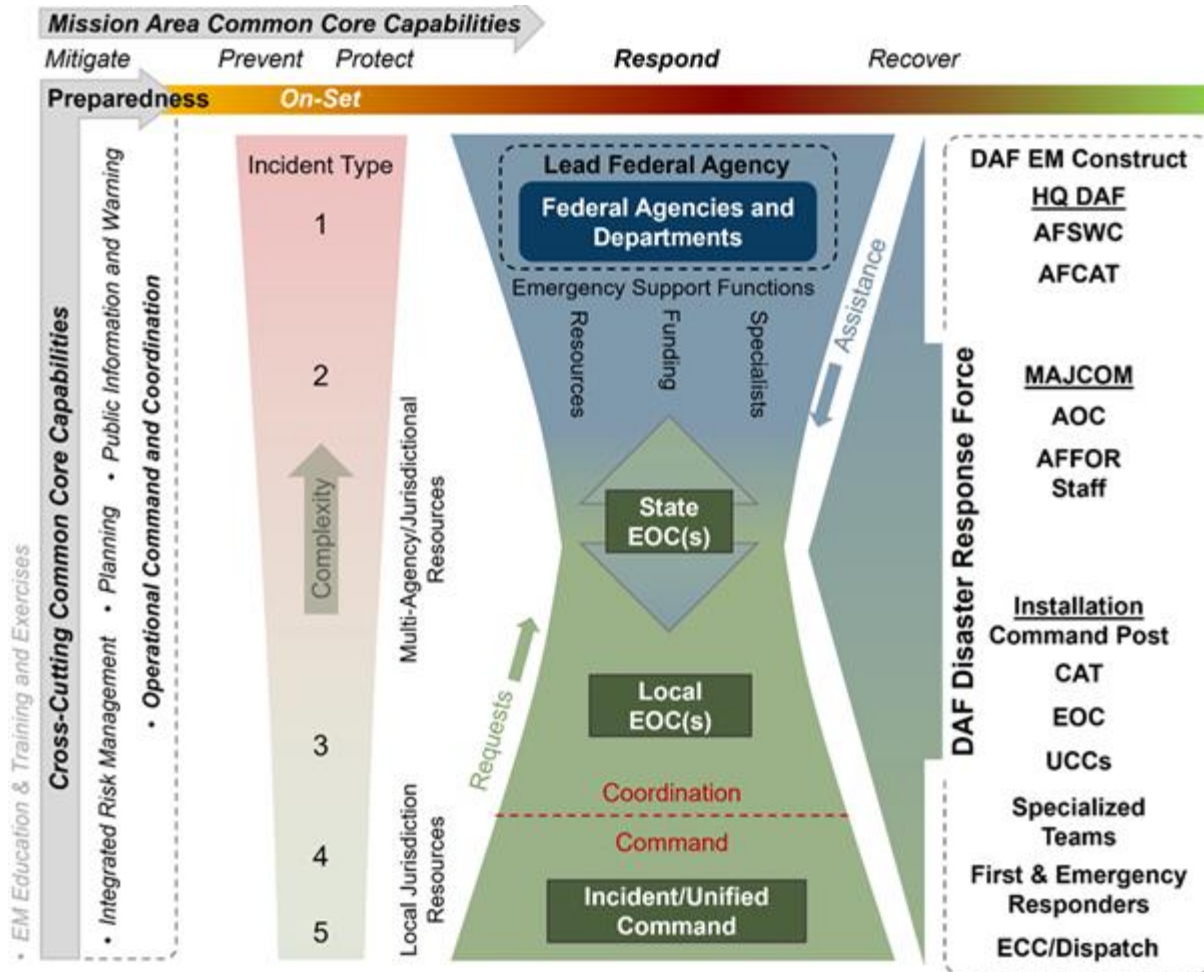 Mission Area Common Core Capabilities
Mitigate
Prevent
Protect
Respond
Recover
Preparedness
On-Set
• EM Education & Training and Exercises
Cross-Cutting Common Core Capabilities
• Integrated Risk Management • Planning • Public Information and Warning
• Operational Command and Coordination
Incident Type
1
2
Complexity
3
4
5
Multi-Agency/Jurisdictional
Resources
Local Jurisdiction
Resources
Lead Federal Agency
Federal Agencies and
Departments
Emergency Support Functions
Resources
Funding
Specialists
Assistance
State
EOC(s)
Requests
Local
EOC(s)
Coordination
Command
Incident/Unified
Command
DAF Disaster Response Force
DAF EM Construct
HQ DAF
AFSWC
AFCAT
MAJCOM
AOC
AFFOR
Staff
Installation
Command Post
CAT
EOC
UCCs
Specialized
Teams
First & Emergency
Responders
ECC/Dispatch